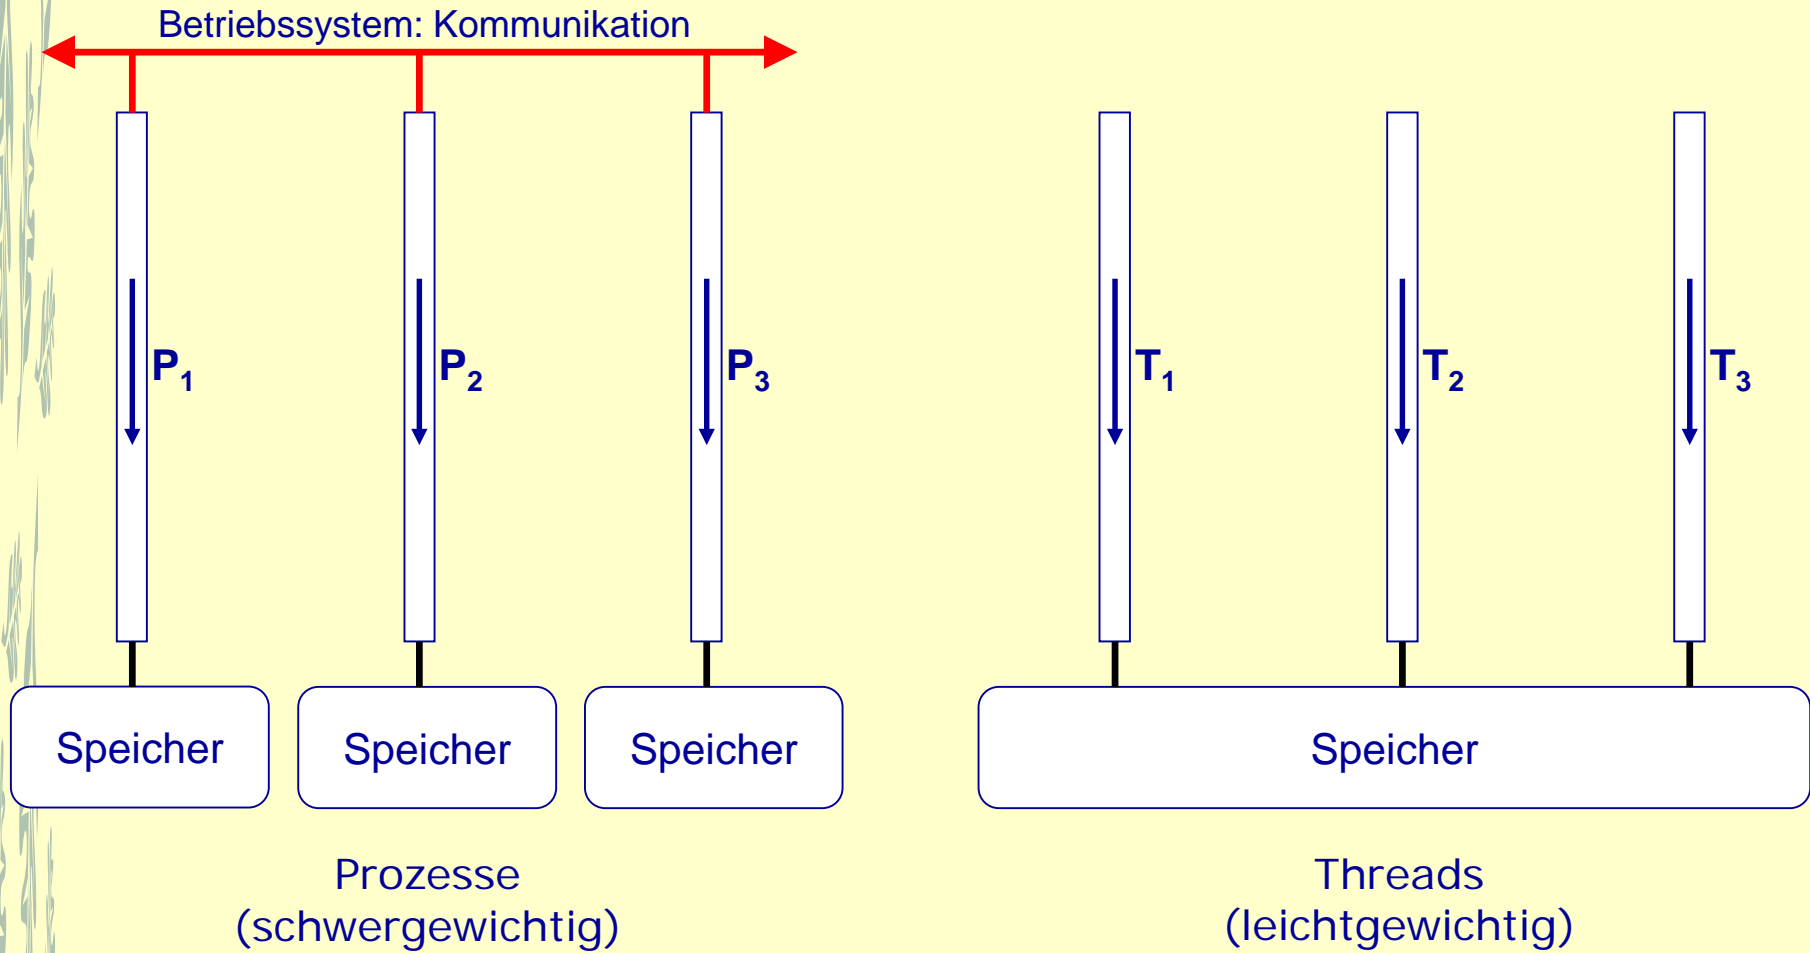 Betriebssystem: Kommunikation
P₁
P₂
P₃
T₁
T₂
T₃
Speicher
Speicher
Speicher
Speicher
Prozesse
(schwergewichtig)
Threads
(leichtgewichtig)